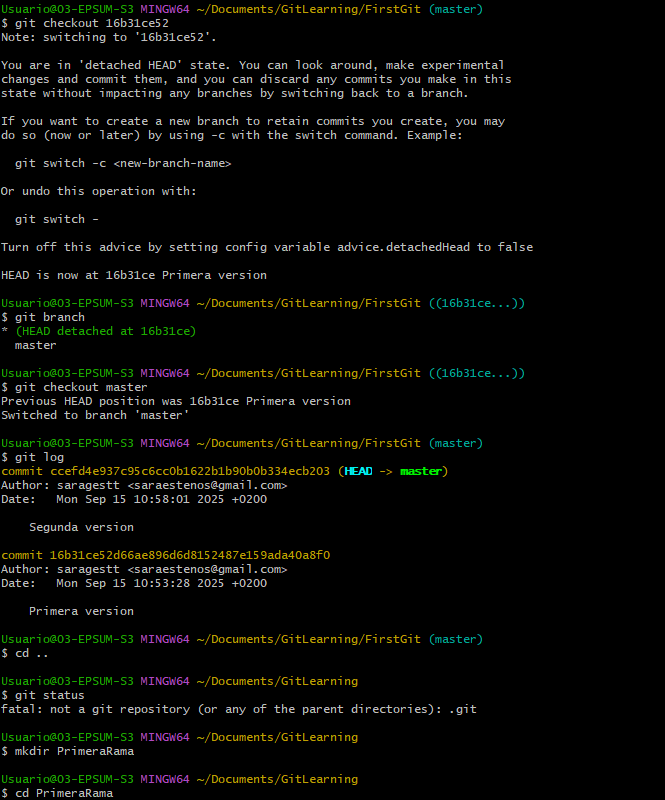 Usuario@O3-EPSUM-S3 MINGW64 ~/Documents/GitLearning/FirstGit (master)
$ git checkout 16b31ce52
Note: switching to '16b31ce52'.
You are in 'detached HEAD' state. You can look around, make experimental
changes and commit them, and you can discard any commits you make in this
state without impacting any branches by switching back to a branch.
If you want to create a new branch to retain commits you create, you may
do so (now or later) by using -c with the switch command. Example:
git switch -c <new-branch-name>
Or undo this operation with:
git switch -
Turn off this advice by setting config variable advice.detachedHead to false
HEAD is now at 16b31ce Primera version
Usuario@O3-EPSUM-S3 MINGW64 ~/Documents/GitLearning/FirstGit ((16b31ce...))
$ git branch
* (HEAD detached at 16b31ce)
master
Usuario@O3-EPSUM-S3 MINGW64 ~/Documents/GitLearning/FirstGit ((16b31ce...))
$ git checkout master
Previous HEAD position was 16b31ce Primera version
Switched to branch 'master'
Usuario@O3-EPSUM-S3 MINGW64 ~/Documents/GitLearning/FirstGit (master)
$ git log
commit ccefd4e937c95c6cc0b1622b1b90b0b334ecb203 (HEAD -> master)
Author: saragestt <saraestenos@gmail.com>
Date:   Mon Sep 15 10:58:01 2025 +0200
Segunda version
commit 16b31ce52d66ae896d6d8152487e159ada40a8f0
Author: saragestt <saraestenos@gmail.com>
Date:   Mon Sep 15 10:53:28 2025 +0200
Primera version
Usuario@O3-EPSUM-S3 MINGW64 ~/Documents/GitLearning/FirstGit (master)
$ cd ..
Usuario@O3-EPSUM-S3 MINGW64 ~/Documents/GitLearning
$ git status
fatal: not a git repository (or any of the parent directories): .git
Usuario@O3-EPSUM-S3 MINGW64 ~/Documents/GitLearning
$ mkdir PrimeraRama
Usuario@O3-EPSUM-S3 MINGW64 ~/Documents/GitLearning
$ cd PrimeraRama